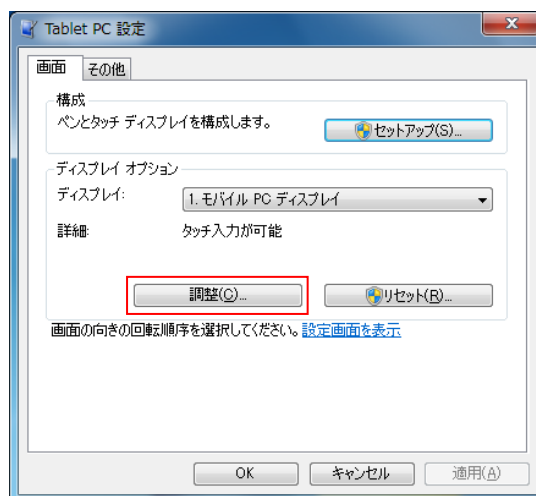 Tablet PC 設定
画面 その他
構成
ペンとタッチ ディスプレイを構成します。 セットアップ(S)...
ディスプレイ オプション
ディスプレイ: 1. モバイル PC ディスプレイ
詳細: タッチ入力が可能
調整(C)... リセット(R)...
画面の向きの回転順序を選択してください。設定画面を表示
OK キャンセル 適用(A)